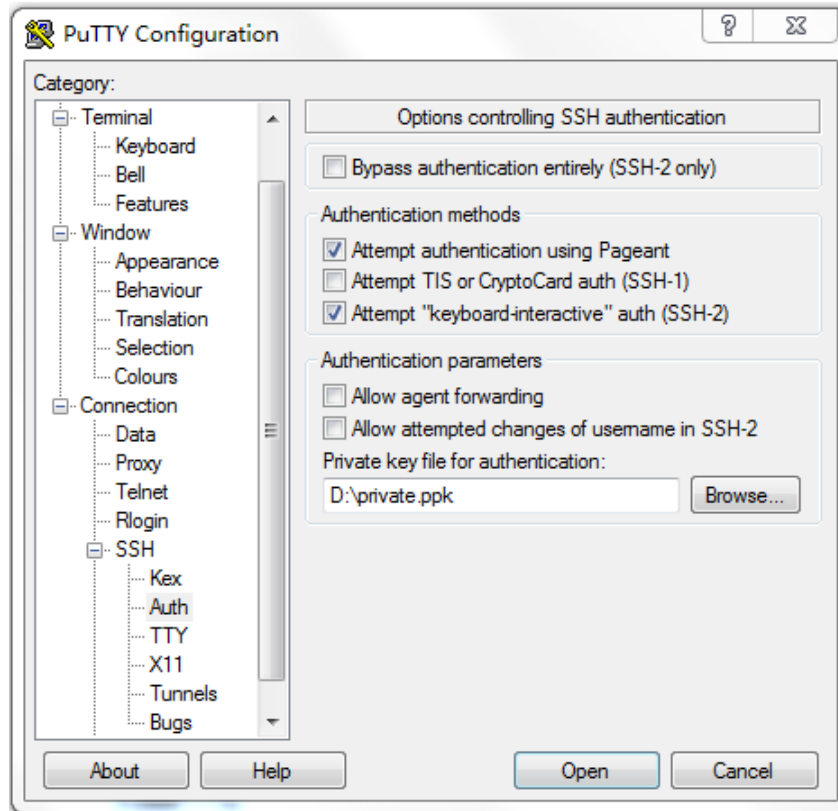 PuTTY Configuration
Category:
Terminal
Keyboard
Bell
Features
Window
Appearance
Behaviour
Translation
Selection
Colours
Connection
Data
Proxy
Telnet
Rlogin
SSH
Kex
Auth
TTY
X11
Tunnels
Bugs
Options controlling SSH authentication
Bypass authentication entirely (SSH-2 only)
Authentication methods
Attempt authentication using Pageant
Attempt TIS or CryptoCard auth (SSH-1)
Attempt "keyboard-interactive" auth (SSH-2)
Authentication parameters
Allow agent forwarding
Allow attempted changes of username in SSH-2
Private key file for authentication:
D:\private.ppk
Browse...
About
Help
Open
Cancel